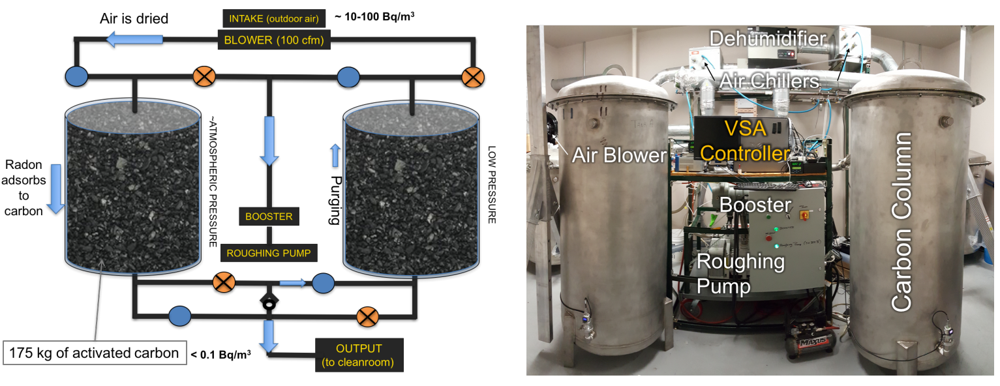 Air is dried
INTAKE (outdoor air)
~ 10-100 Bq/m³
BLOWER (100 cfm)
Radon
adsorbs
to
carbon
~ATMOSPHERIC PRESSURE
Purging
LOW PRESSURE
BOOSTER
ROUGHING PUMP
175 kg of activated carbon
< 0.1 Bq/m³
OUTPUT
(to cleanroom)
Dehumidifier
Air Chillers
VSA
Controller
Air Blower
Booster
Roughing
Pump
Carbon Column
MAXUS